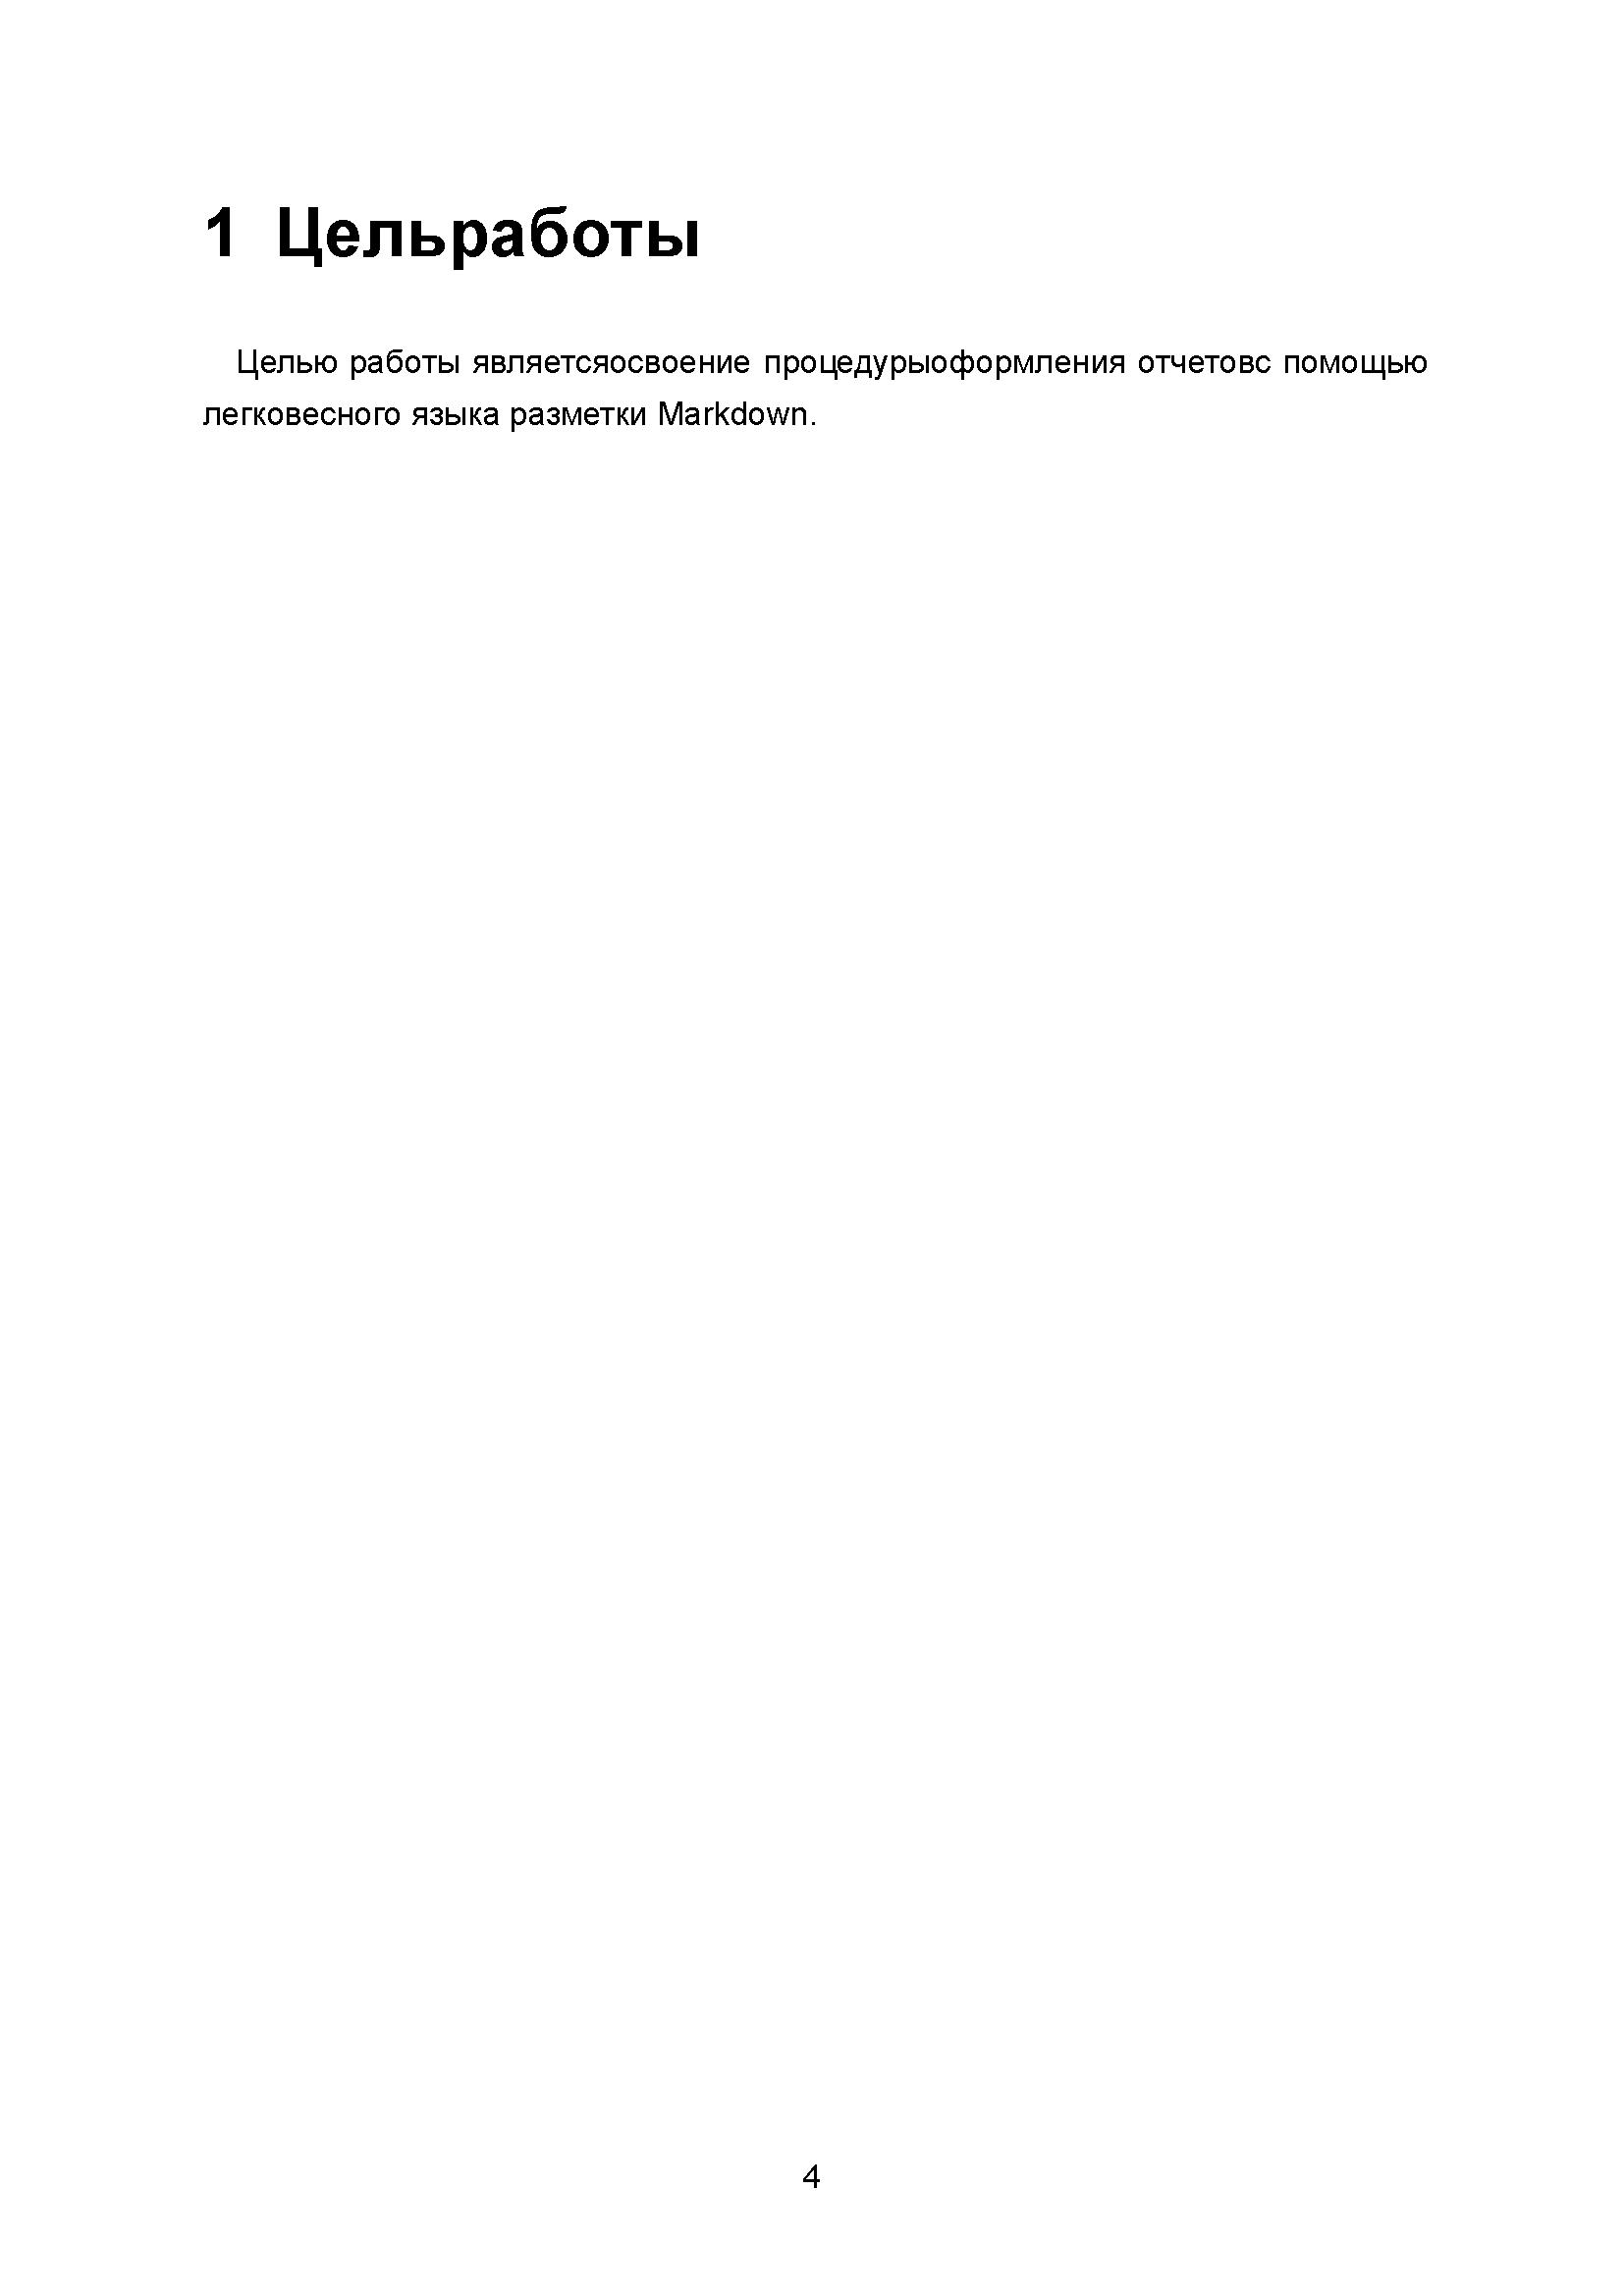 1 Цельработы
Целью работы являетсяосвоение процедурыоформления отчетовс помощью
легковесного языка разметки Markdown.
4